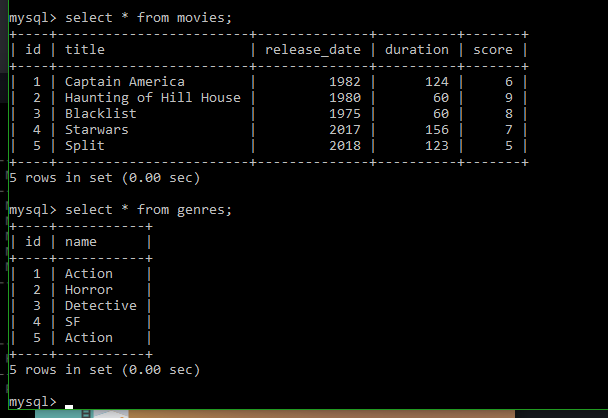 mysql> select * from movies;
+----+------------------------+--------------+----------+-------+
| id | title                  | release_date | duration | score |
+----+------------------------+--------------+----------+-------+
|  1 | Captain America        |         1982 |      124 |     6 |
|  2 | Haunting of Hill House |         1980 |       60 |     9 |
|  3 | Blacklist              |         1975 |       60 |     8 |
|  4 | Starwars               |         2017 |      156 |     7 |
|  5 | Split                  |         2018 |      123 |     5 |
+----+------------------------+--------------+----------+-------+
5 rows in set (0.00 sec)
mysql> select * from genres;
+----+-----------+
| id | name      |
+----+-----------+
|  1 | Action    |
|  2 | Horror    |
|  3 | Detective |
|  4 | SF        |
|  5 | Action    |
+----+-----------+
5 rows in set (0.00 sec)
mysql> _